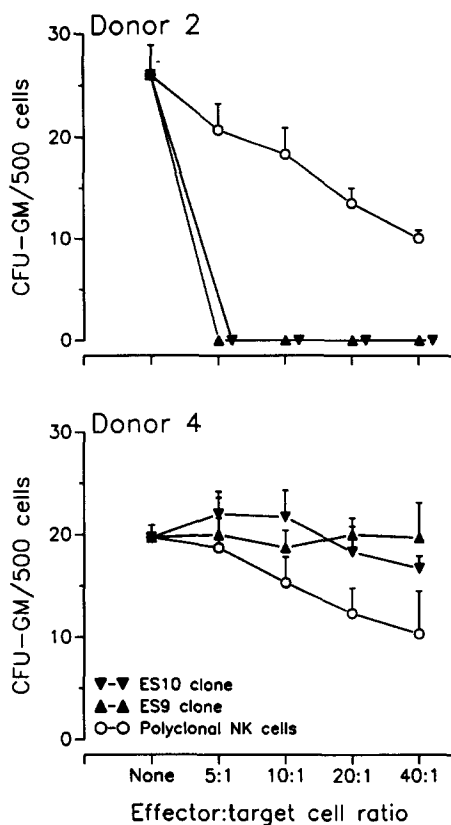 Donor 2
CFU-GM/500 cells
30
20
10
0
Donor 4
CFU-GM/500 cells
30
20
10
0
▼-▼ ES10 clone
▲-▲ ES9 clone
○-○ Polyclonal NK cells
None 5:1 10:1 20:1 40:1
Effector:target cell ratio